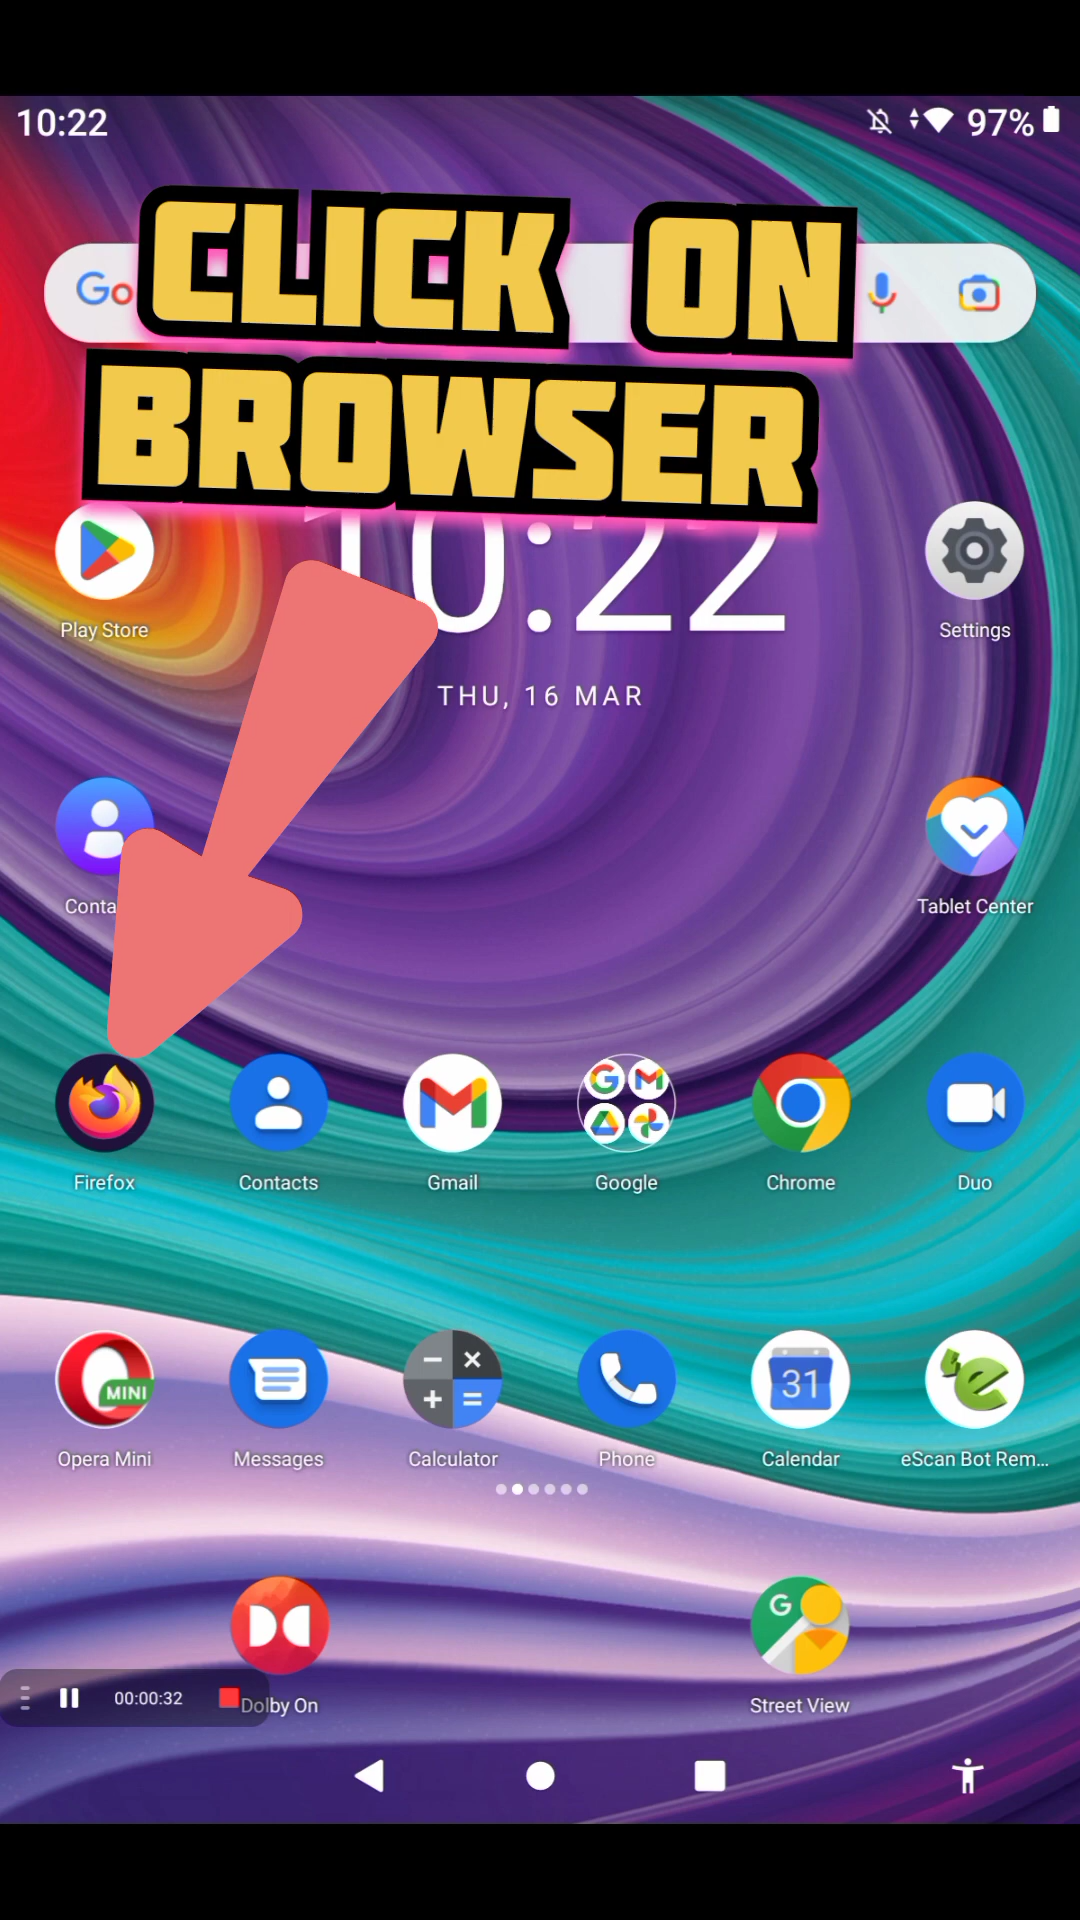 10:22
97%
CLICK ON
Go
BROWSER
10:22
THU, 16 MAR
Play Store
Settings
Conta
Tablet Center
Firefox
Contacts
Gmail
Google
Chrome
Duo
MINI
31
Opera Mini
Messages
Calculator
Phone
Calendar
eScan Bot Rem...
G
00:00:32
Dolby On
Street View